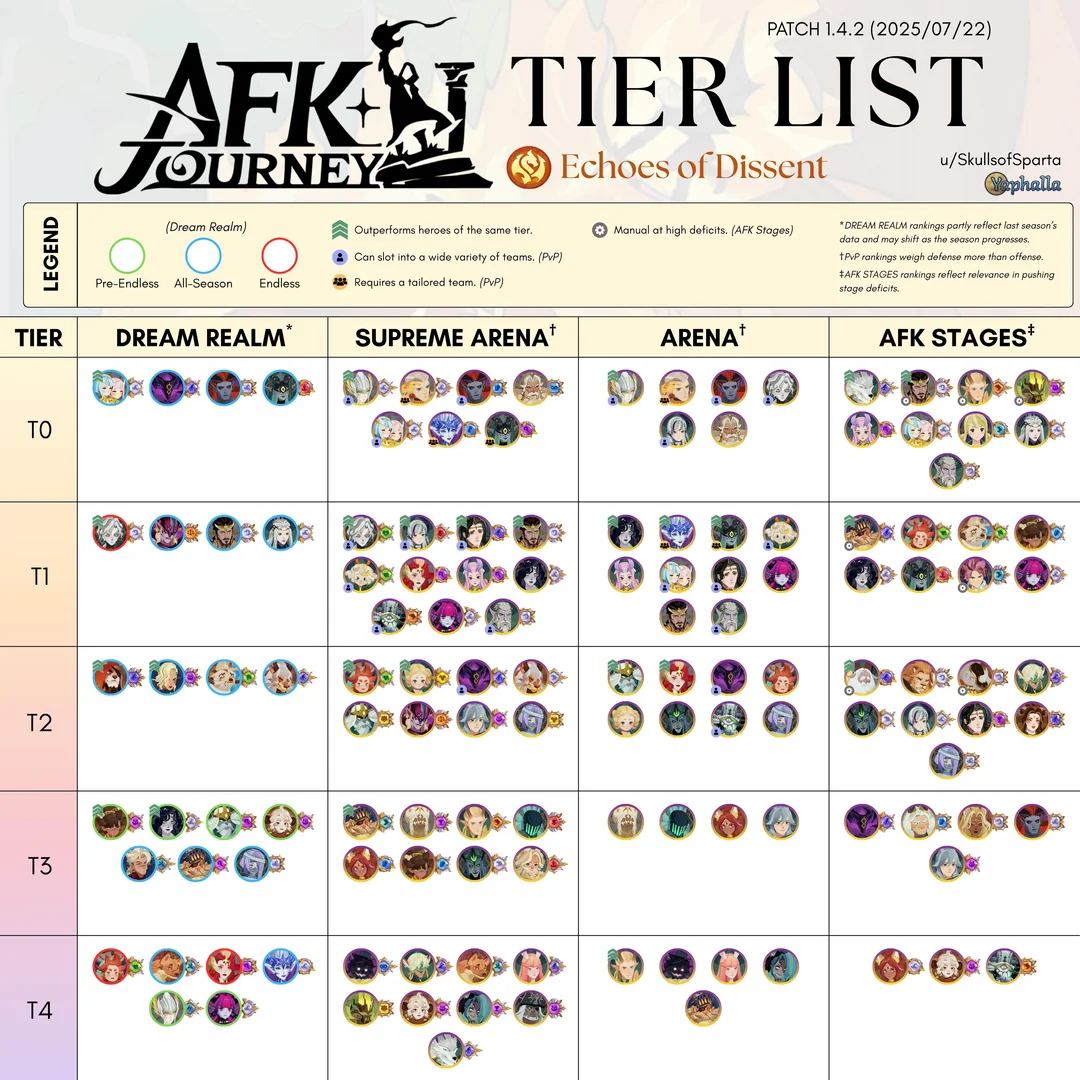 PATCH 1.4.2 (2025/07/22)
AFK
JOURNEY
TIER LIST
Echoes of Dissent
u/SkullsofSparta
Yaphalla
LEGEND
(Dream Realm)
Pre-Endless
All-Season
Endless
Outperforms heroes of the same tier.
Can slot into a wide variety of teams. (PvP)
Requires a tailored team. (PvP)
Manual at high deficits. (AFK Stages)
*DREAM REALM rankings partly reflect last season's
data and may shift as the season progresses.
†PvP rankings weigh defense more than offense.
‡AFK STAGES rankings reflect relevance in pushing
stage deficits.
TIER
DREAM REALM*
SUPREME ARENA†
ARENA†
AFK STAGES‡
T0
T1
T2
T3
T4